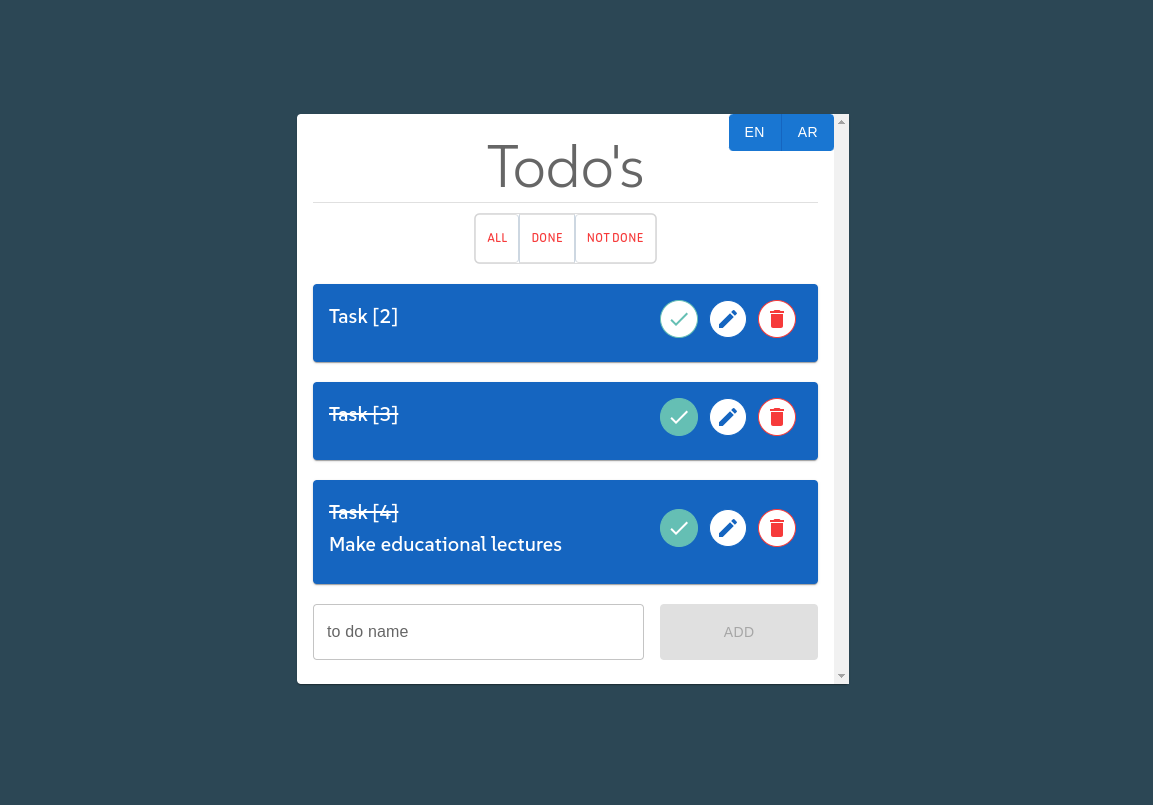 EN AR
Todo's
ALL DONE NOT DONE
Task [2]
Task [3]
Task [4]
Make educational lectures
to do name
ADD